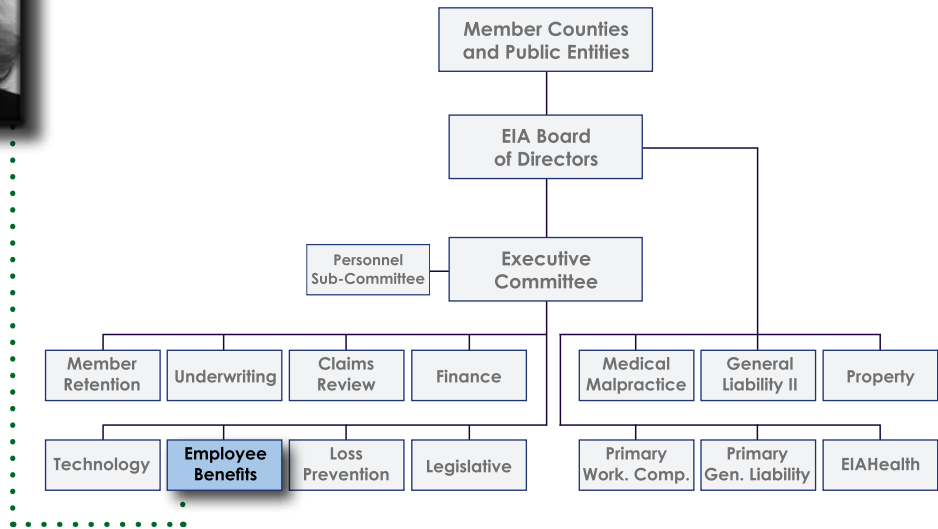 Member Counties
and Public Entities
EIA Board
of Directors
Executive
Committee
Personnel
Sub-Committee
Member
Retention
Underwriting
Claims
Review
Finance
Medical
Malpractice
General
Liability II
Property
Technology
Employee
Benefits
Loss
Prevention
Legislative
Primary
Work. Comp.
Primary
Gen. Liability
EIAHealth